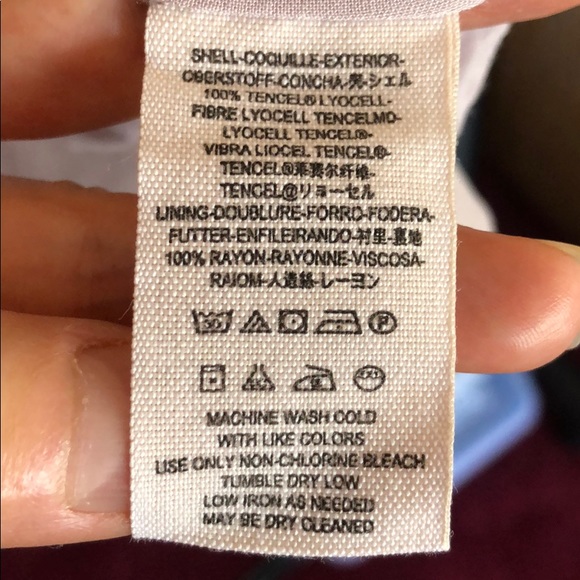 SHELL-COQUILLE-EXTERIOR-
OBERSTOFF-CONCHA-壳-シェル
100% TENCEL® LYOCELL-
FIBRE LYOCELL TENCELMD-
LYOCELL TENCEL®-
VIBRA LIOCEL TENCEL®-
TENCEL®莱赛尔纤维-
TENCEL@リヨーセル
LINING-DOUBLURE-FORRO-FODERA-
FUTTER-ENFILEIRANDO-衬里-裏地
100% RAYON-RAYONNE-VISCOSA-
RAIOM-人造絲-レーヨン
30 P
MACHINE WASH COLD
WITH LIKE COLORS
USE ONLY NON-CHLORINE BLEACH
TUMBLE DRY LOW
LOW IRON AS NEEDED
MAY BE DRY CLEANED